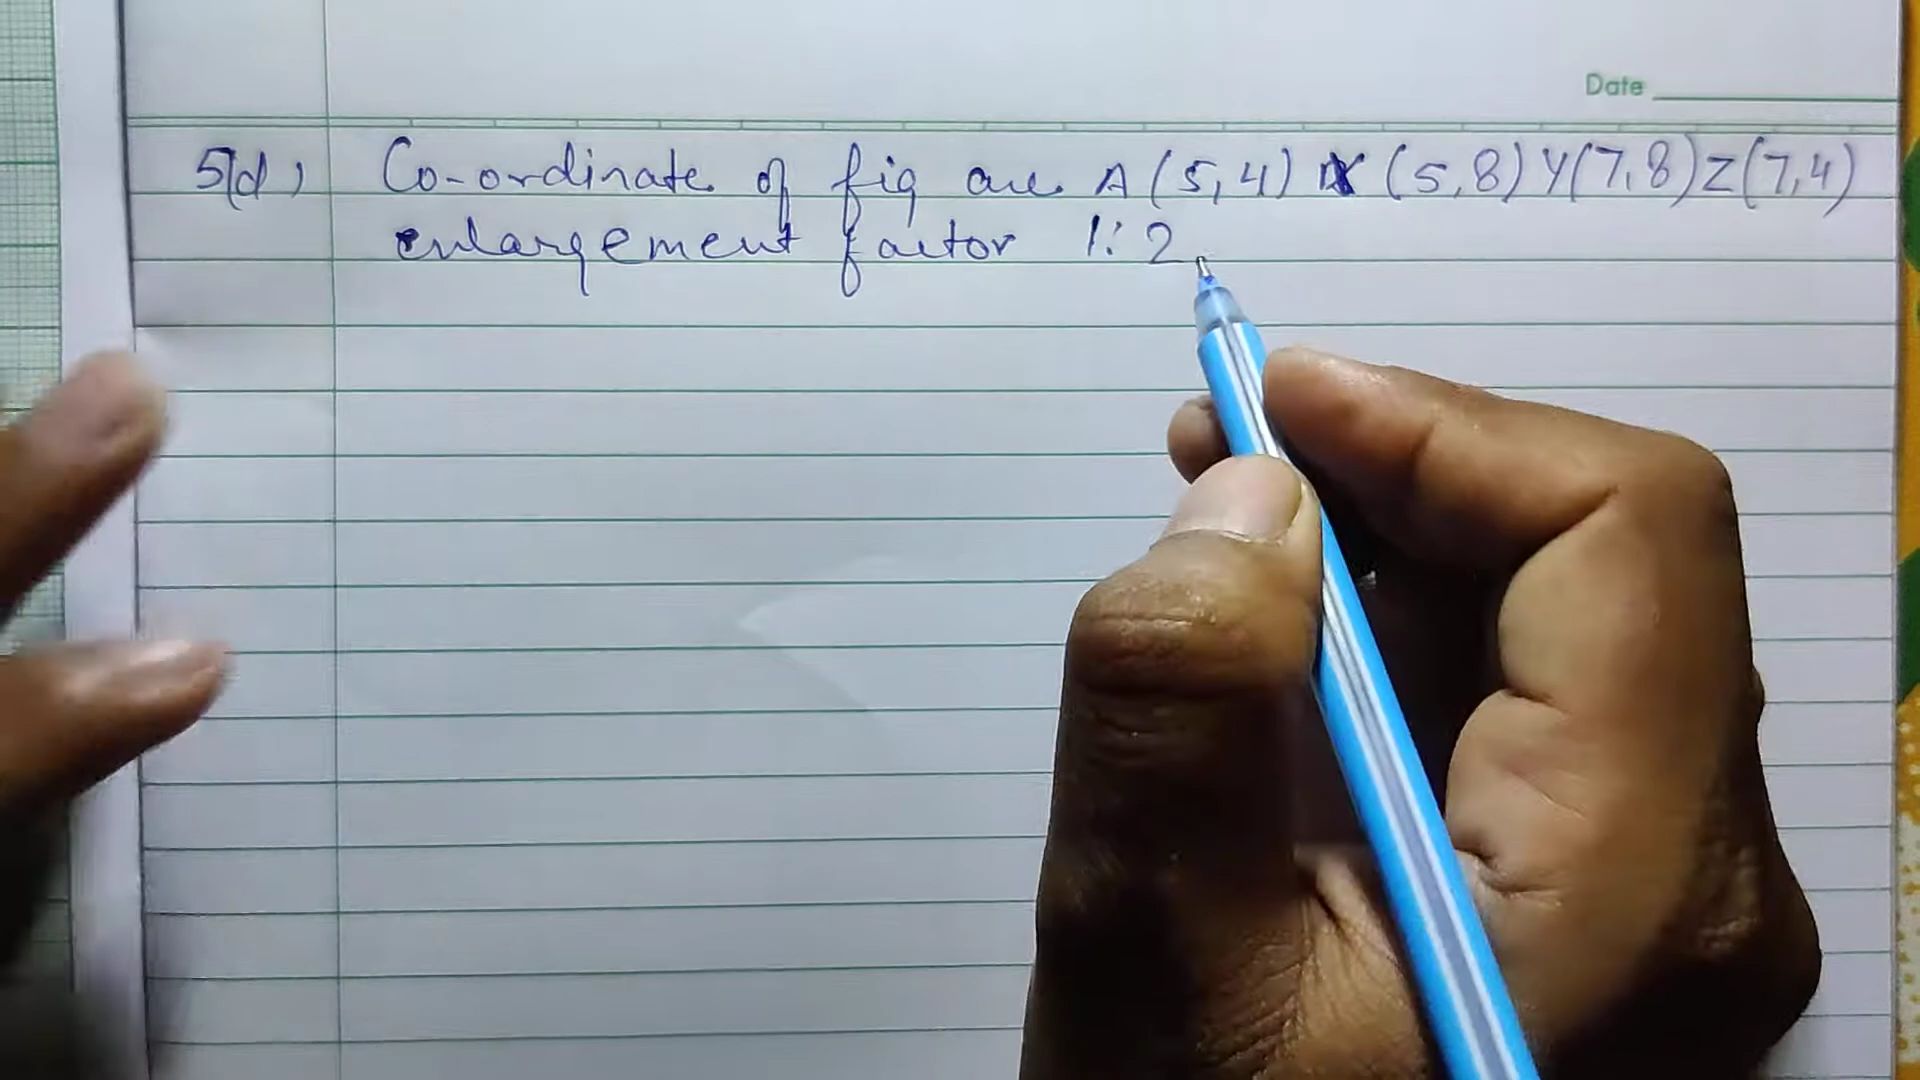 Date
5(d) Co-ordinate of fig are A (5,4) X (5,8) Y(7,8) Z(7,4)
enlargement factor 1:2